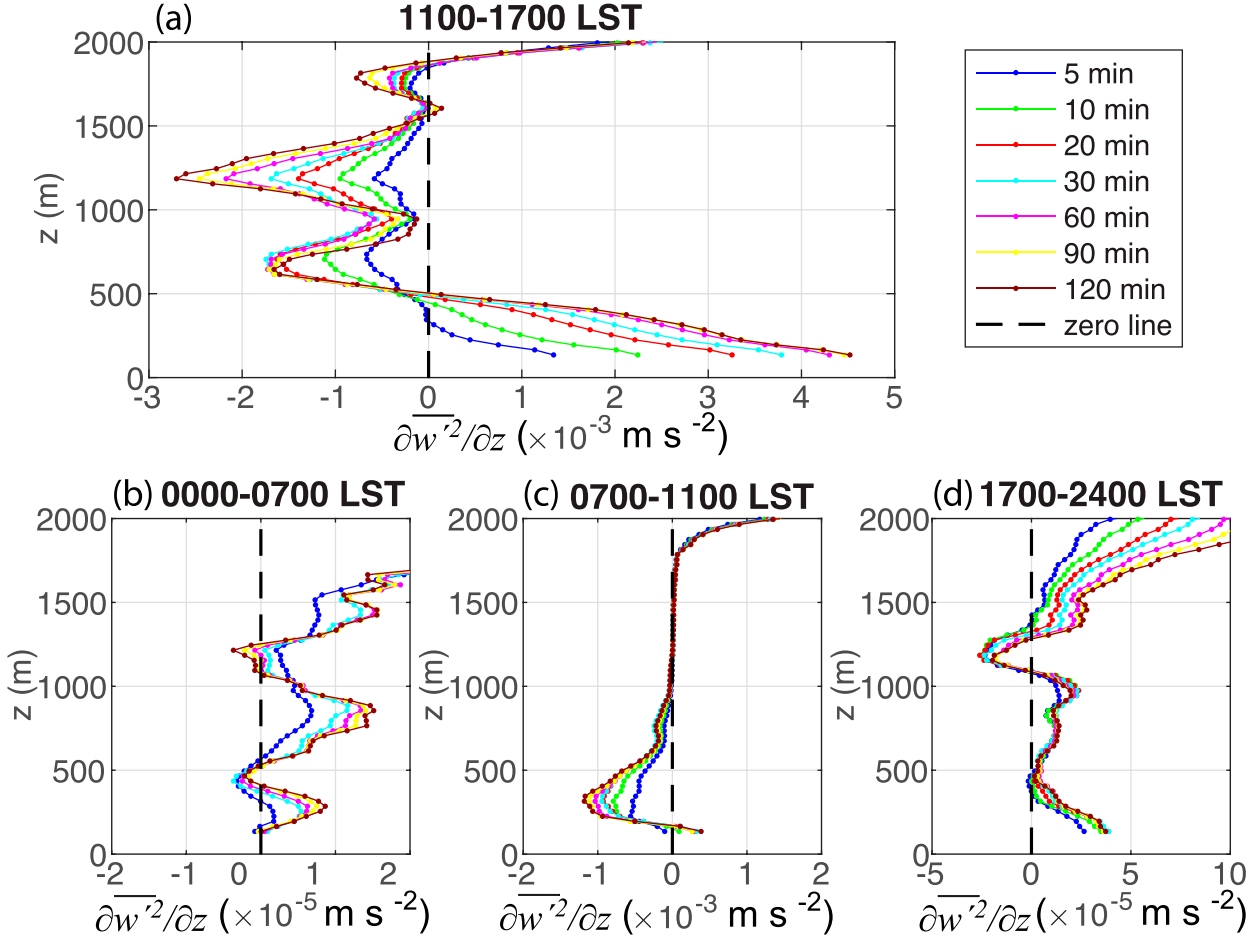 (a) 1100-1700 LST
2000
1500
1000
500
0
z (m)
-3 -2 -1 0 1 2 3 4 5
∂w′²/∂z (×10⁻³ m s⁻²)
5 min
10 min
20 min
30 min
60 min
90 min
120 min
zero line
(b) 0000-0700 LST
2000
1500
1000
500
0
z (m)
-2 -1 0 1 2
∂w′²/∂z (×10⁻⁵ m s⁻²)
(c) 0700-1100 LST
2000
1500
1000
500
0
z (m)
-2 -1 0 1 2
∂w′²/∂z (×10⁻³ m s⁻²)
(d) 1700-2400 LST
2000
1500
1000
500
0
z (m)
-5 0 5 10
∂w′²/∂z (×10⁻⁵ m s⁻²)